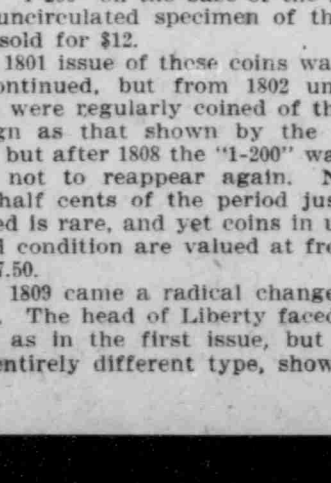 uncirculated specimen of th
sold for $12.
1801 issue of these coins wa
ontinued, but from 1802 un
were regularly coined of th
gn as that shown by the
but after 1808 the "1-200" wa
not to reappear again. N
half cents of the period jus
ed is rare, and yet coins in u
l condition are valued at fre
7.50.
1809 came a radical change
. The head of Liberty faced
as in the first issue, but
entirely different type, show